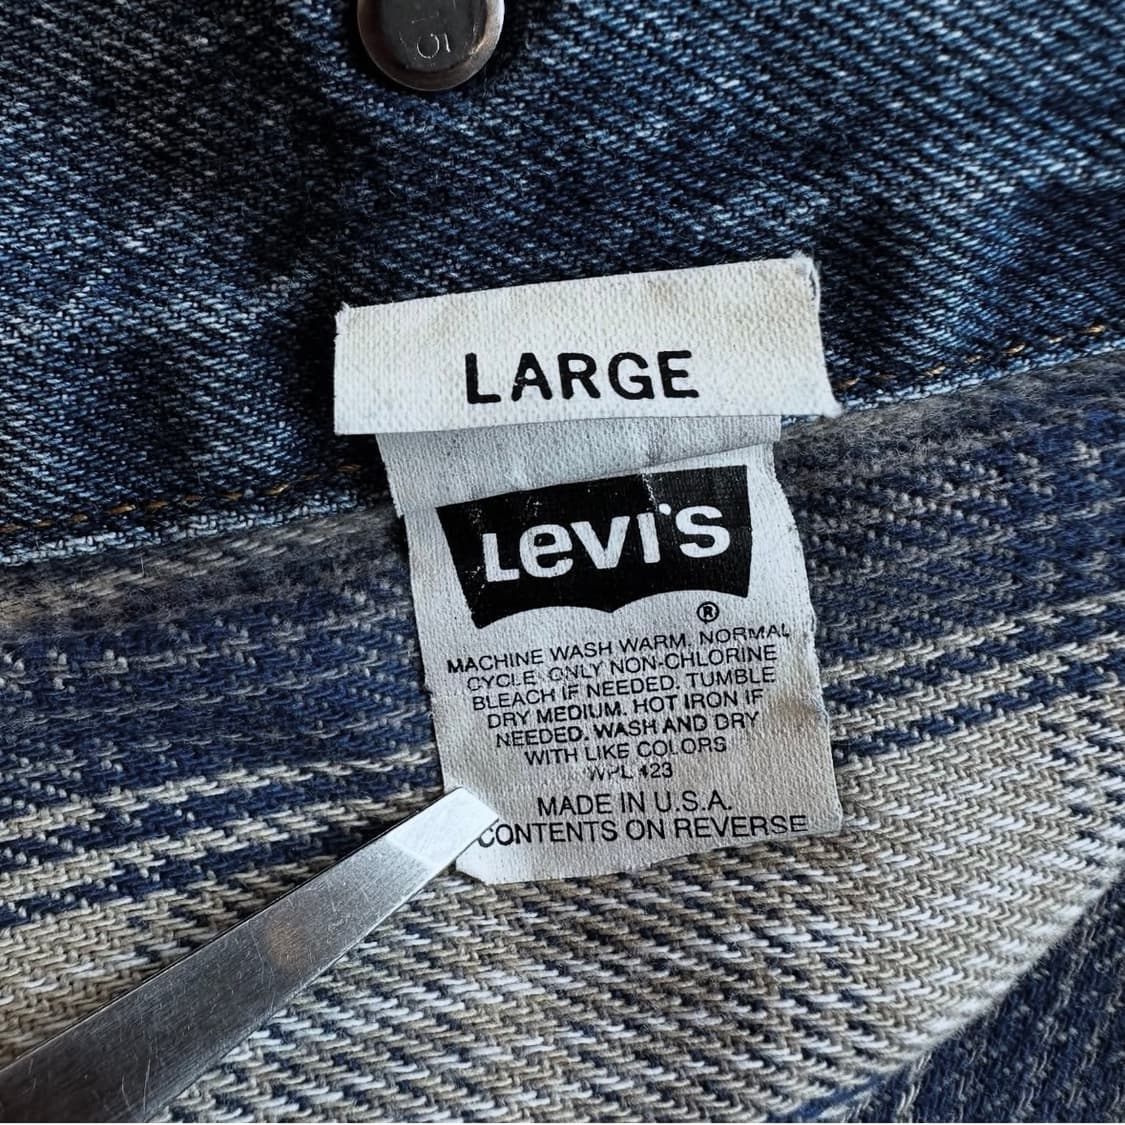 15
LARGE
Levi's
®
MACHINE WASH WARM, NORMAL
CYCLE, ONLY NON-CHLORINE
BLEACH IF NEEDED. TUMBLE
DRY MEDIUM. HOT IRON IF
NEEDED. WASH AND DRY
WITH LIKE COLORS
WPL 423
MADE IN U.S.A.
CONTENTS ON REVERSE